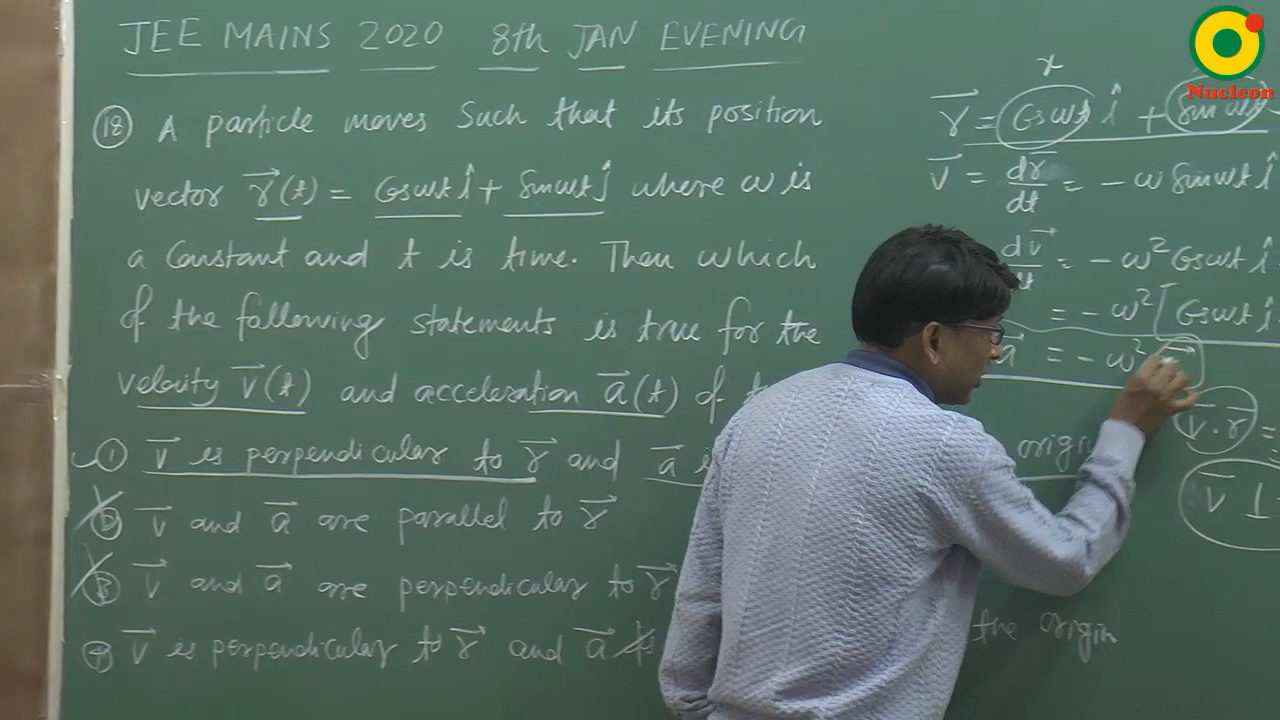 JEE MAINS 2020 8th JAN EVENING
(18) A particle moves Such that its position
vector r⃗(t) = Cosωt î + Sinωt ĵ where ω is
a Constant and t is time. Then which
of the following statements is true for the
velocity v⃗(t) and acceleration a⃗(t) of
(1) v⃗ is perpendicular to r⃗ and a⃗ origin
(2) v⃗ and a⃗ are parallel to r⃗
(3) v⃗ and a⃗ are perpendicular to r⃗
(4) v⃗ is perpendicular to r⃗ and a⃗ is the origin
x
r⃗ = Cosωt î + Sinωt
v⃗ = dr⃗/dt = - ω Sinωt î
dv⃗/dt = - ω² Cosωt î
= - ω² [Cosωt î
a⃗ = - ω²
v⃗ . r⃗ =
v⃗ ⊥
Nucleon